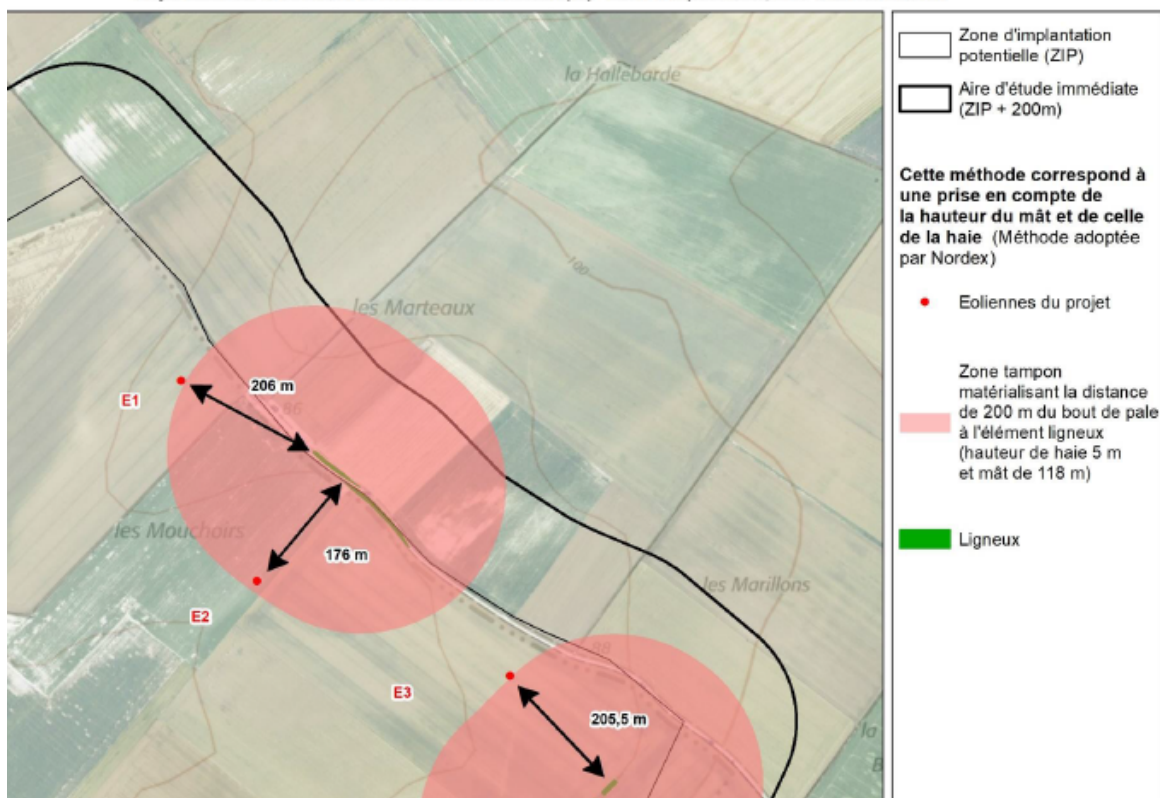 la Hallebarde
100
les Marteaux
206 m
E1
86
les Mouchoirs
176 m
E2
les Marillons
88
E3
205,5 m
la
B
Zone d'implantation
potentielle (ZIP)
Aire d'étude immédiate
(ZIP + 200m)
Cette méthode correspond à
une prise en compte de
la hauteur du mât et de celle
de la haie (Méthode adoptée
par Nordex)
Eoliennes du projet
Zone tampon
matérialisant la distance
de 200 m du bout de pale
à l'élément ligneux
(hauteur de haie 5 m
et mât de 118 m)
Ligneux